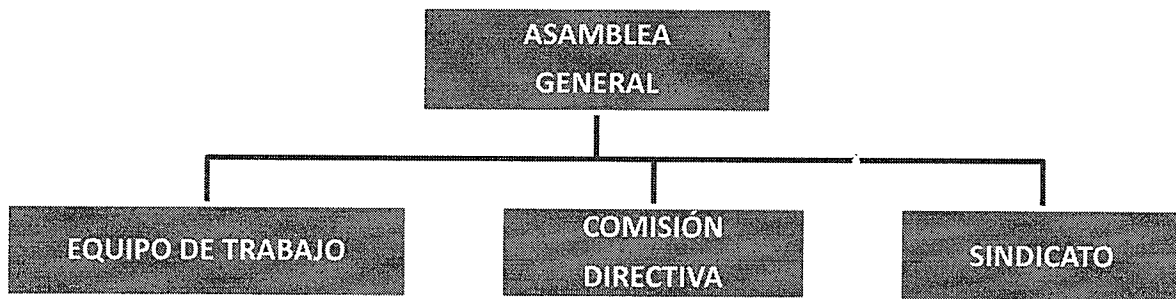 ASAMBLEA
GENERAL
EQUIPO DE TRABAJO
COMISIÓN
DIRECTIVA
SINDICATO